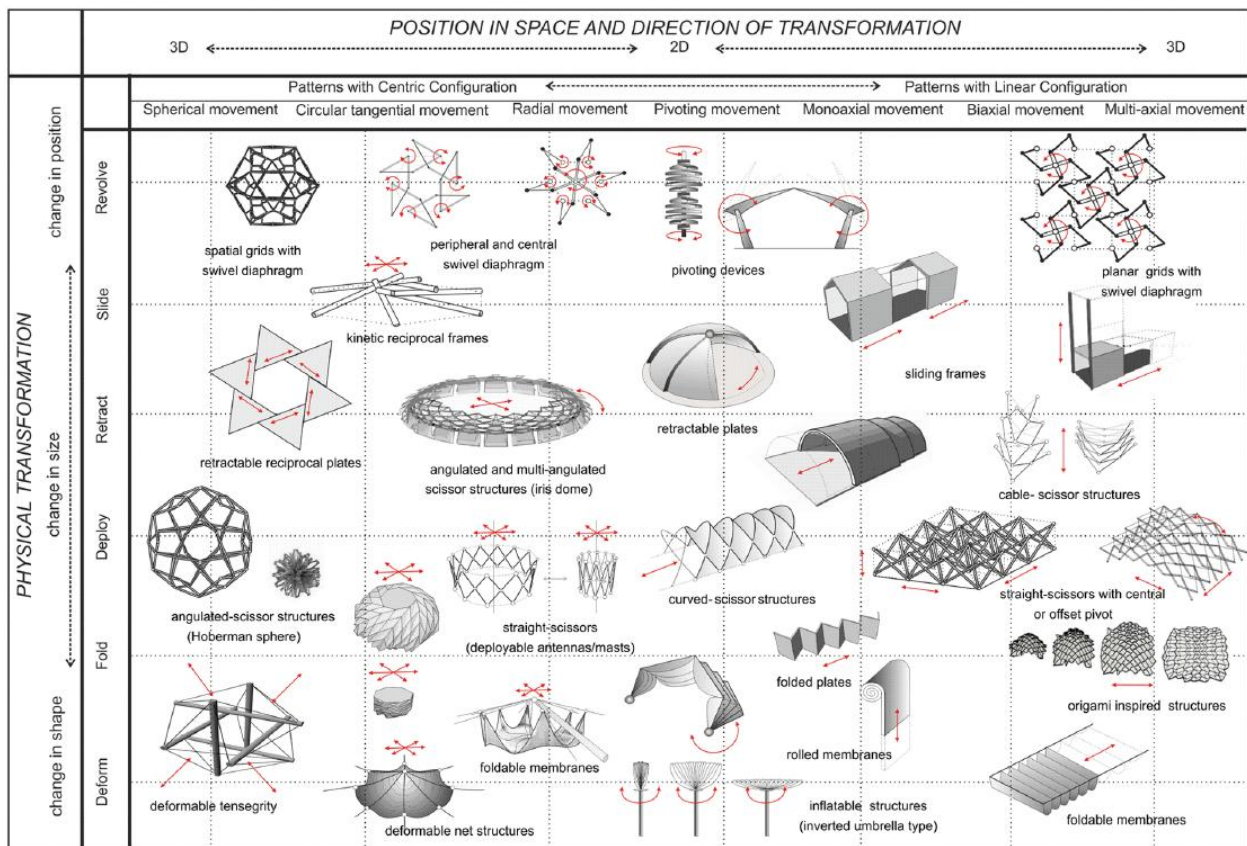 POSITION IN SPACE AND DIRECTION OF TRANSFORMATION
3D
2D
3D
Patterns with Centric Configuration
Patterns with Linear Configuration
Spherical movement
Circular tangential movement
Radial movement
Pivoting movement
Monoaxial movement
Biaxial movement
Multi-axial movement
PHYSICAL TRANSFORMATION
change in position
change in size
change in shape
Revolve
Slide
Retract
Deploy
Fold
Deform
spatial grids with
swivel diaphragm
peripheral and central
swivel diaphragm
pivoting devices
planar grids with
swivel diaphragm
kinetic reciprocal frames
sliding frames
retractable reciprocal plates
angulated and multi-angulated
scissor structures (iris dome)
retractable plates
cable- scissor structures
angulated-scissor structures
(Hoberman sphere)
straight-scissors
(deployable antennas/masts)
curved- scissor structures
straight-scissors with central
or offset pivot
folded plates
origami inspired structures
deformable tensegrity
foldable membranes
rolled membranes
deformable net structures
inflatable structures
(inverted umbrella type)
foldable membranes